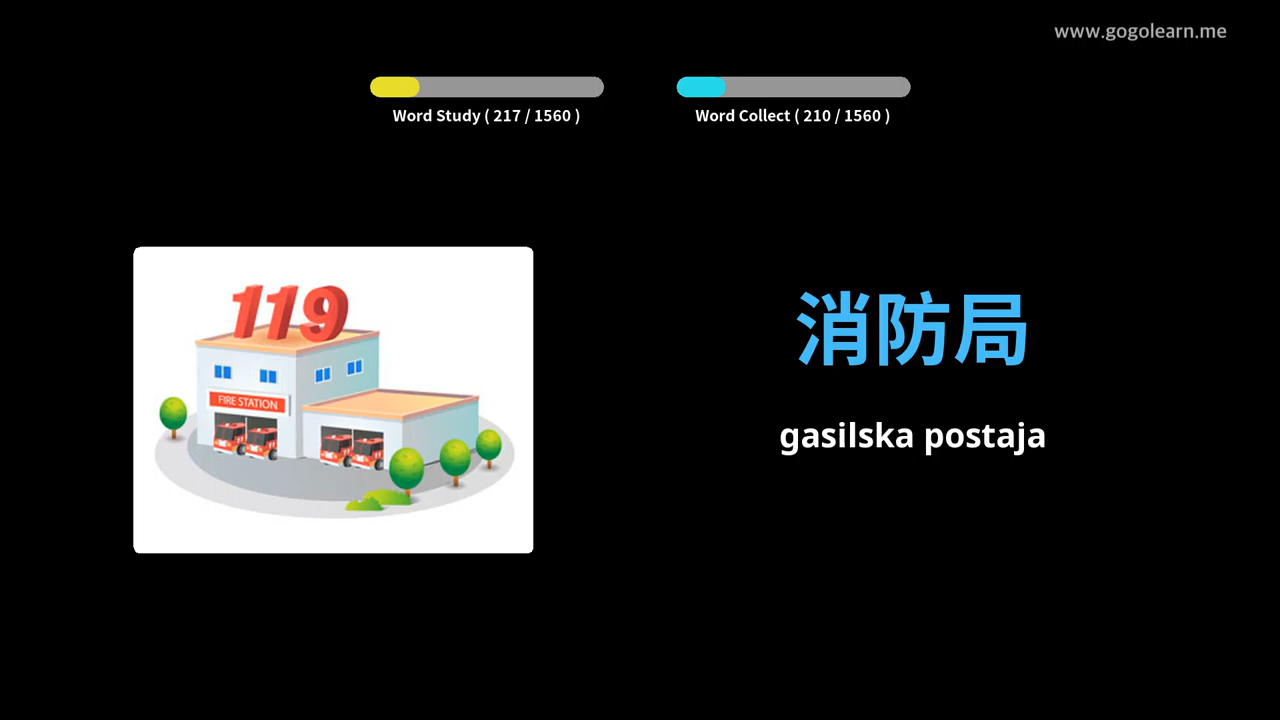 www.gogolearn.me
Word Study ( 217 / 1560 )
Word Collect ( 210 / 1560 )
119
FIRE STATION
消防局
gasilska postaja